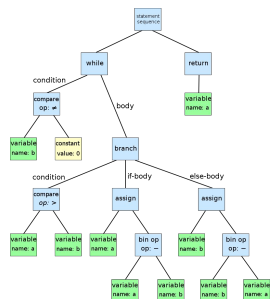 statement
sequence
while
return
condition
body
compare
op: ≠
variable
name: a
variable
name: b
constant
value: 0
branch
condition
if-body
else-body
compare
op: >
assign
assign
variable
name: a
variable
name: b
variable
name: a
bin op
op: −
variable
name: b
bin op
op: −
variable
name: a
variable
name: b
variable
name: b
variable
name: a